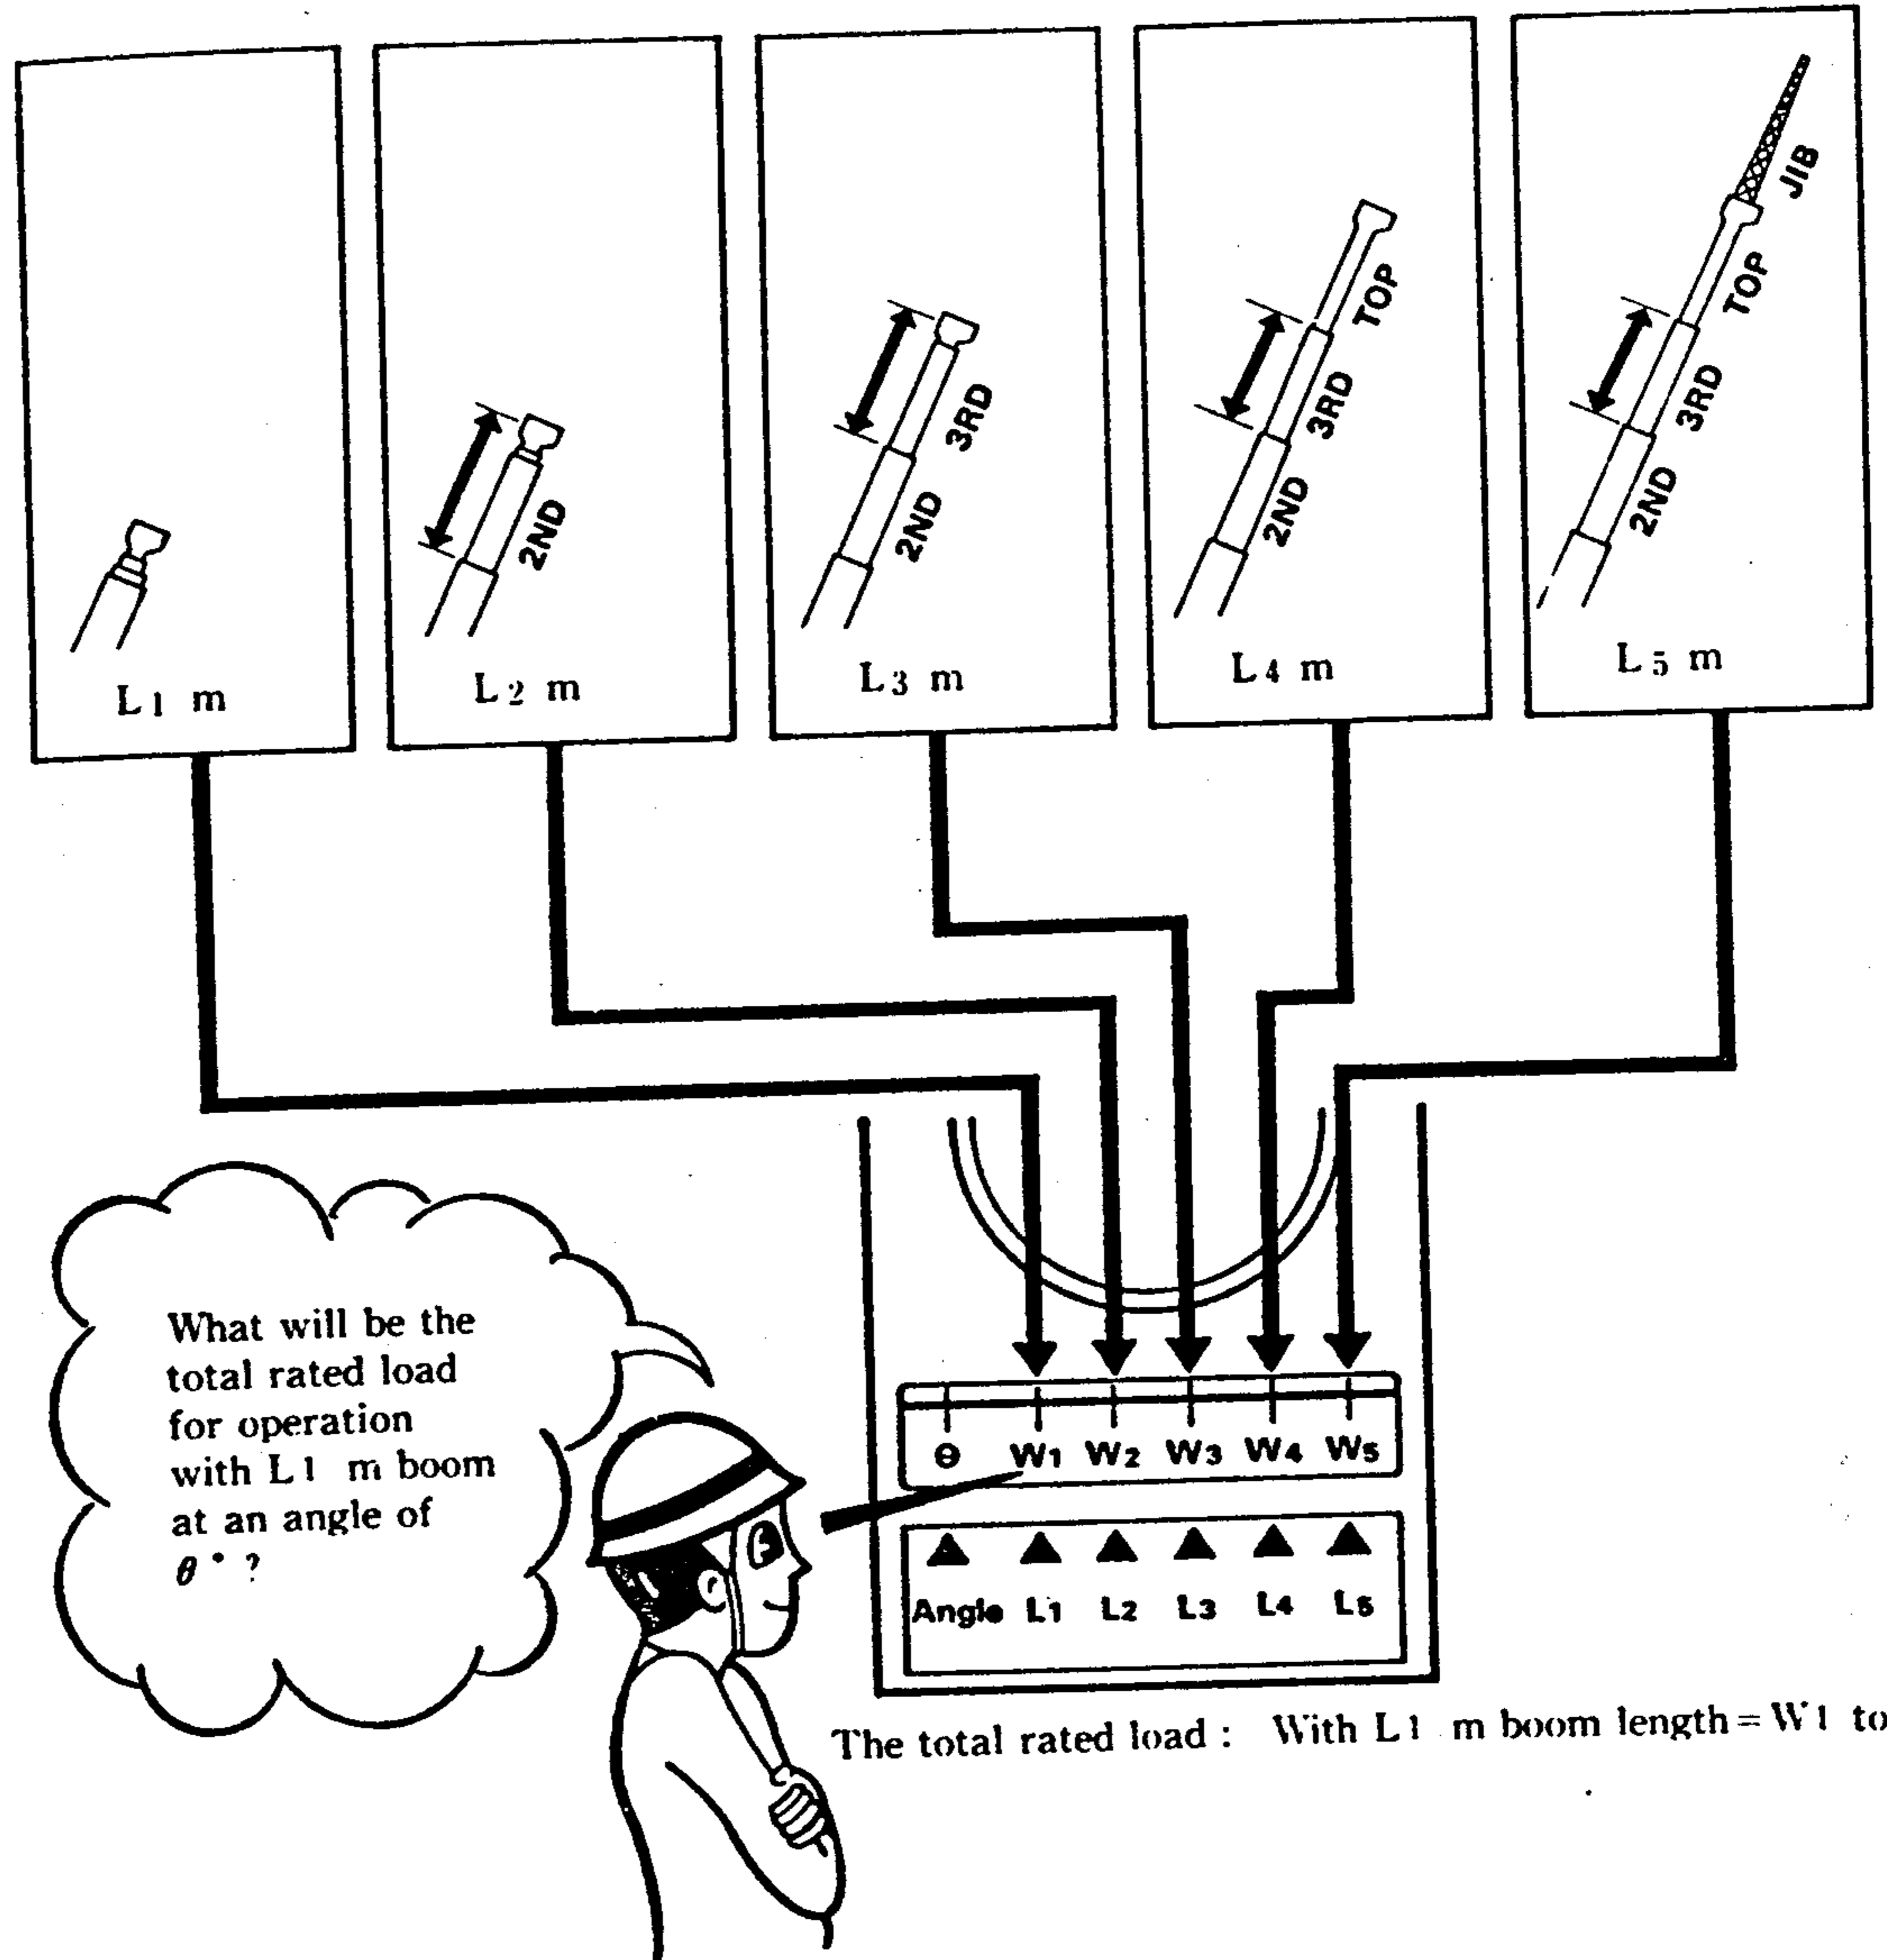 JIB
TOP
TOP
3RD
3RD
3RD
2ND
2ND
2ND
2ND
L1 m
L2 m
L3 m
L4 m
L5 m
What will be the
total rated load
for operation
with L1 m boom
at an angle of
θ° ?
θ W1 W2 W3 W4 W5
Angle L1 L2 L3 L4 L5
The total rated load : With L1 m boom length = W1 to